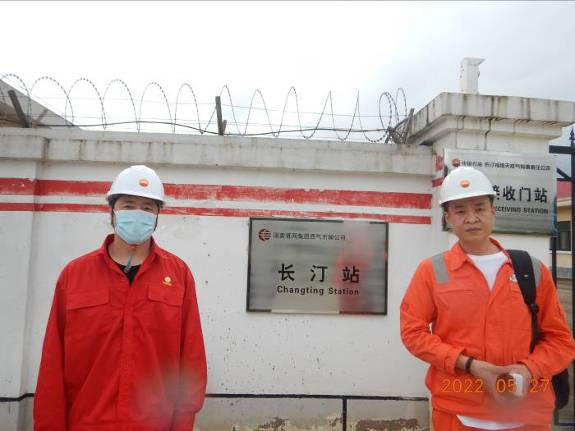 国家管网集团西气东输公司
长汀站
Changting Station
接收门站
RECEIVING STATION
2022 05 27